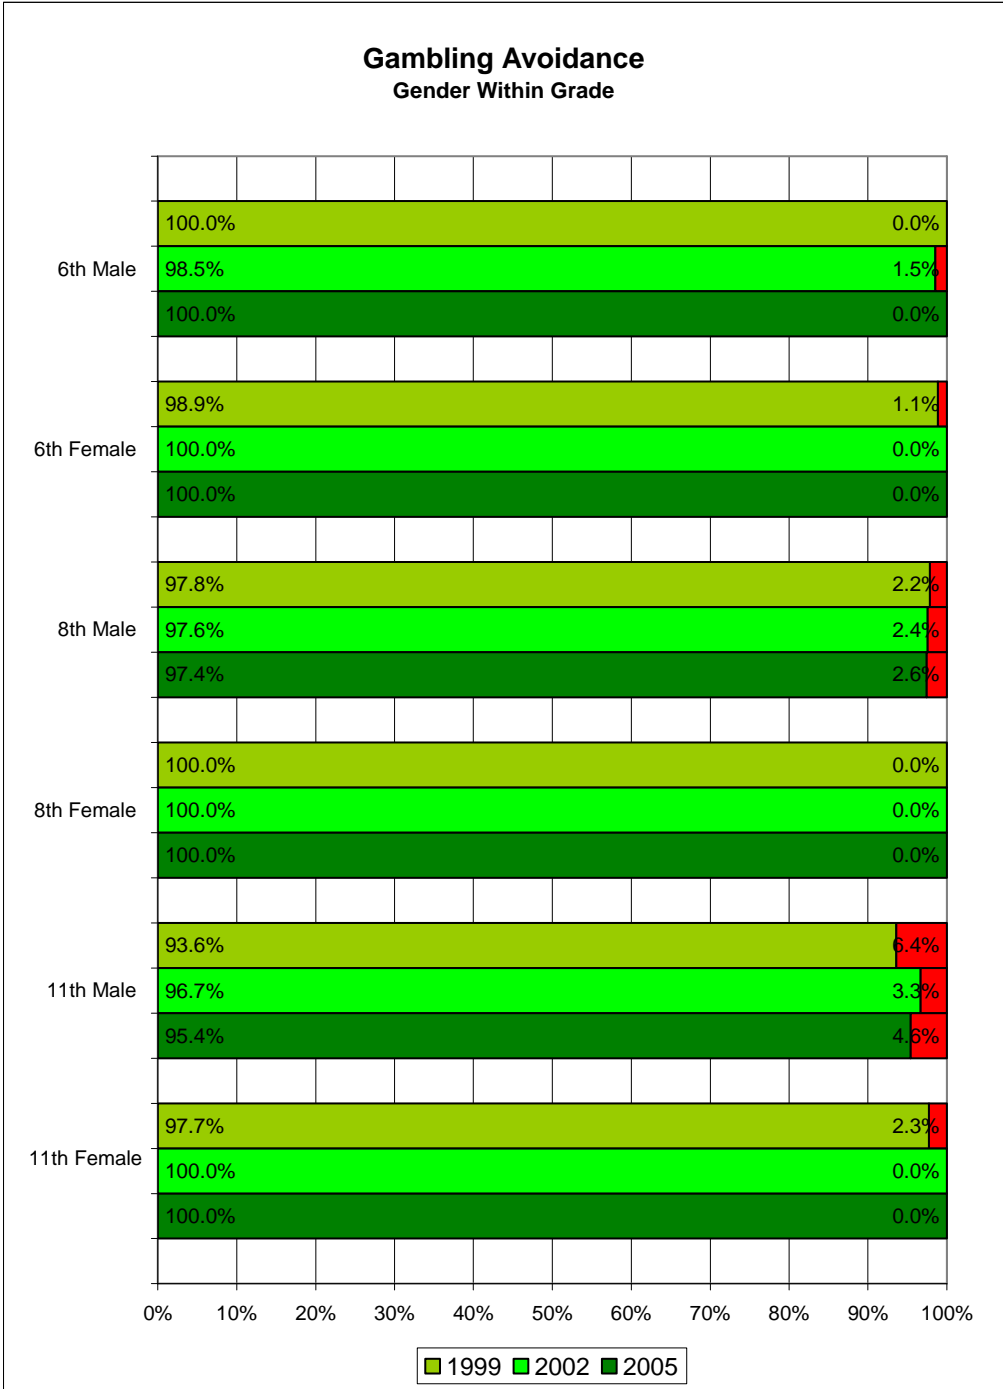 Gambling Avoidance
Gender Within Grade
100.0% 0.0%
6th Male 98.5% 1.5%
100.0% 0.0%
98.9% 1.1%
6th Female 100.0% 0.0%
100.0% 0.0%
97.8% 2.2%
8th Male 97.6% 2.4%
97.4% 2.6%
100.0% 0.0%
8th Female 100.0% 0.0%
100.0% 0.0%
93.6% 6.4%
11th Male 96.7% 3.3%
95.4% 4.6%
97.7% 2.3%
11th Female 100.0% 0.0%
100.0% 0.0%
0% 10% 20% 30% 40% 50% 60% 70% 80% 90% 100%
1999 2002 2005